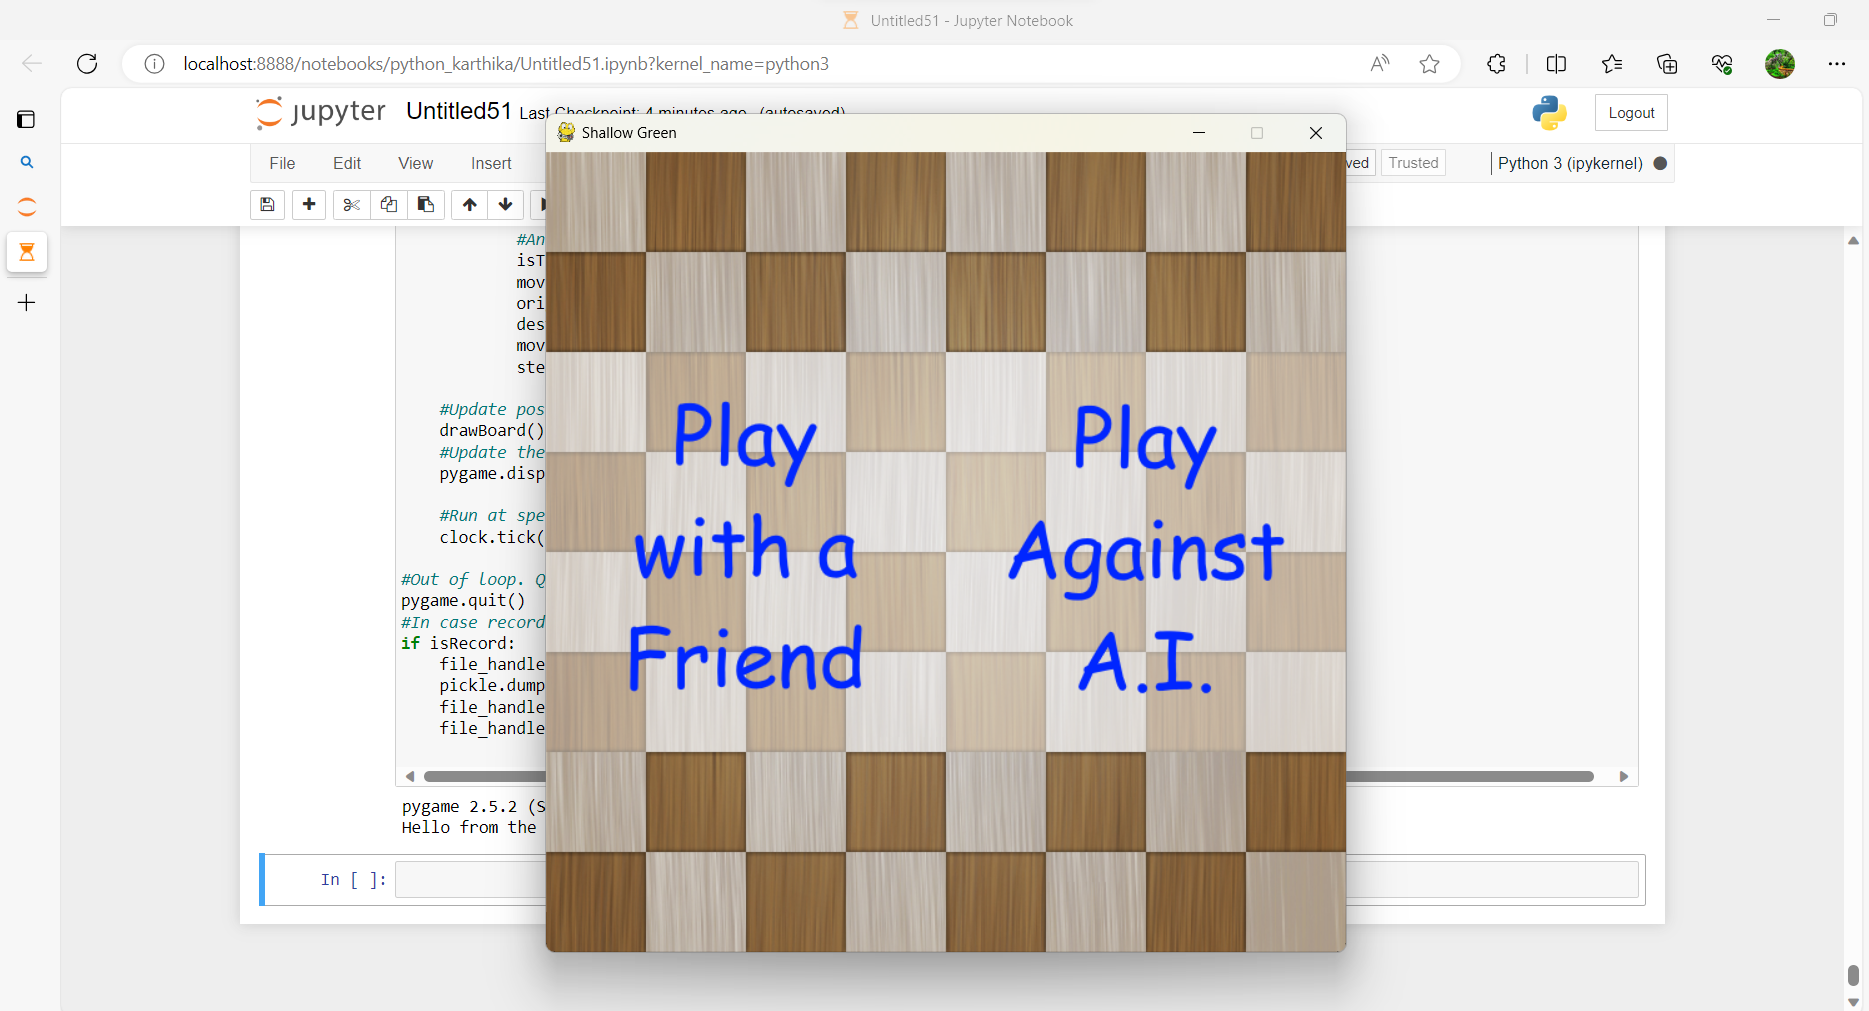 Untitled51 - Jupyter Notebook
localhost:8888/notebooks/python_karthika/Untitled51.ipynb?kernel_name=python3
jupyter Untitled51 Last Checkpoint: 4 minutes ago (autosaved)
Logout
Shallow Green
File Edit View Insert
ved Trusted Python 3 (ipykernel)
#An
isT
mov
ori
des
mov
ste
#Update pos
drawBoard()
#Update the
pygame.disp
#Run at spe
clock.tick(
#Out of loop. Q
pygame.quit()
#In case record
if isRecord:
file_handle
pickle.dump
file_handle
file_handle
Play
with a
Friend
Play
Against
A.I.
pygame 2.5.2 (S
Hello from the
In [ ]: